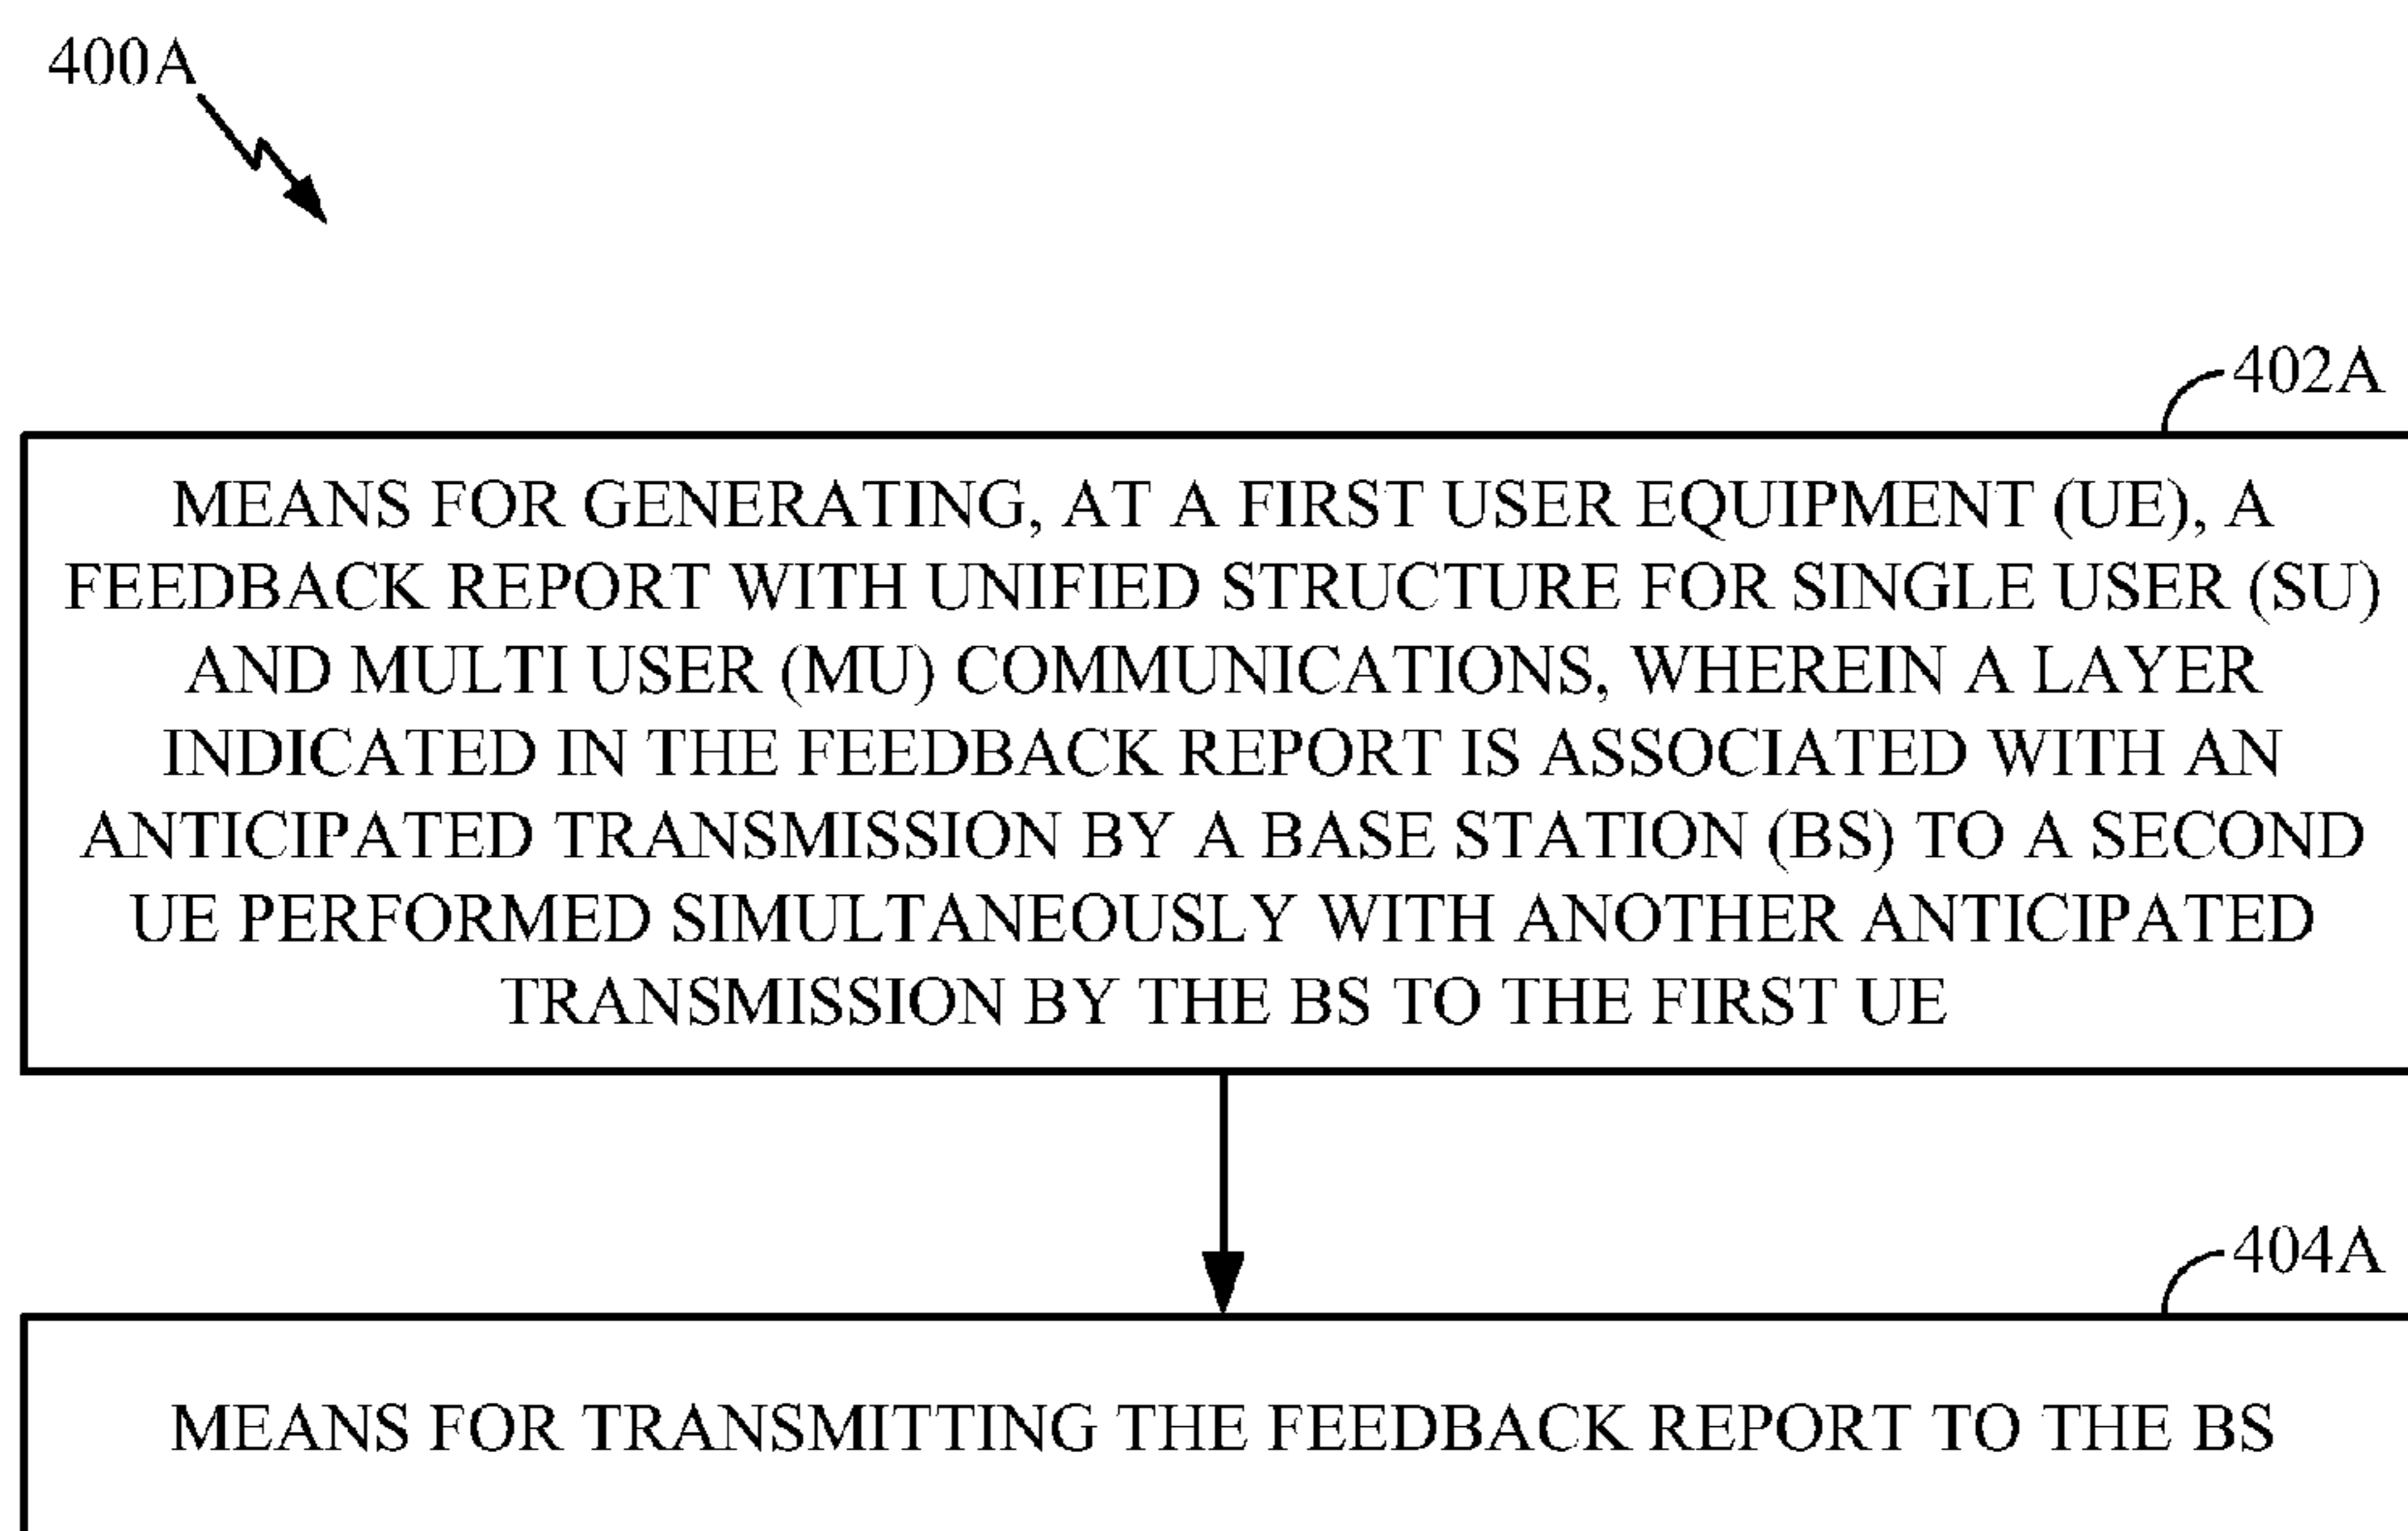 400A
402A
MEANS FOR GENERATING, AT A FIRST USER EQUIPMENT (UE), A
FEEDBACK REPORT WITH UNIFIED STRUCTURE FOR SINGLE USER (SU)
AND MULTI USER (MU) COMMUNICATIONS, WHEREIN A LAYER
INDICATED IN THE FEEDBACK REPORT IS ASSOCIATED WITH AN
ANTICIPATED TRANSMISSION BY A BASE STATION (BS) TO A SECOND
UE PERFORMED SIMULTANEOUSLY WITH ANOTHER ANTICIPATED
TRANSMISSION BY THE BS TO THE FIRST UE
404A
MEANS FOR TRANSMITTING THE FEEDBACK REPORT TO THE BS